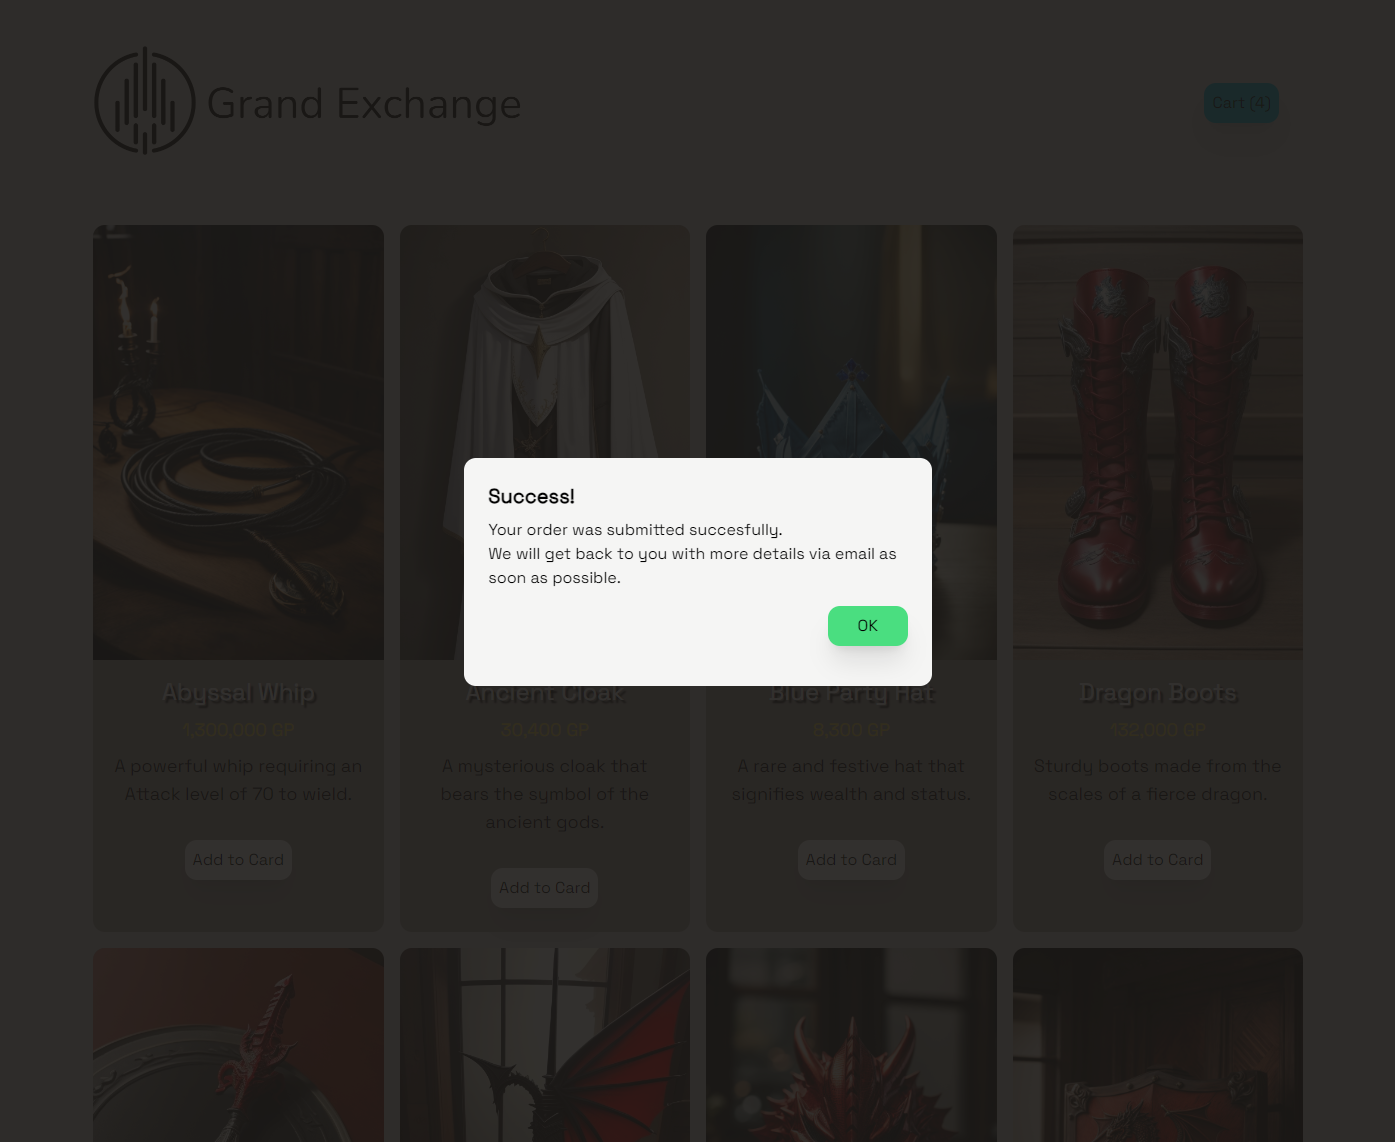 Grand Exchange
Cart (4)
Success!
Your order was submitted succesfully.
We will get back to you with more details via email as
soon as possible.
OK
Abyssal Whip
1,300,000 GP
A powerful whip requiring an
Attack level of 70 to wield.
Add to Card
Ancient Cloak
30,400 GP
A mysterious cloak that
bears the symbol of the
ancient gods.
Add to Card
Blue Party Hat
9,300 GP
A rare and festive hat that
signifies wealth and status.
Add to Card
Dragon Boots
132,000 GP
Sturdy boots made from the
scales of a fierce dragon.
Add to Card